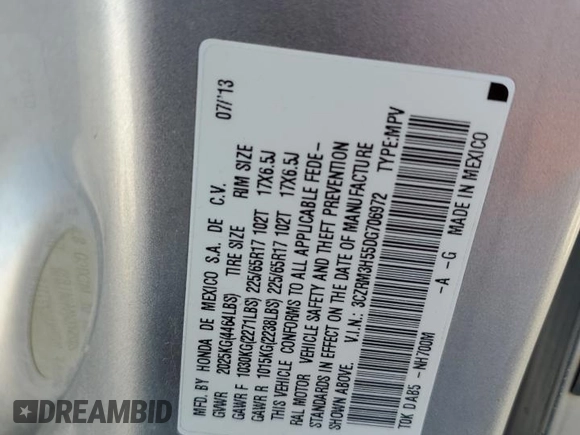 MFD. BY HONDA DE MEXICO S.A. DE C.V. 07/'13
GVWR 2025KG(4464LBS) TIRE SIZE RIM SIZE
GAWR F 1030KG(2271LBS) 225/65R17 102T 17X6.5J
GAWR R 1015KG(2238LBS) 225/65R17 102T 17X6.5J
THIS VEHICLE CONFORMS TO ALL APPLICABLE FEDE-
RAL MOTOR VEHICLE SAFETY AND THEFT PREVENTION
STANDARDS IN EFFECT ON THE DATE OF MANUFACTURE
SHOWN ABOVE. V.I.N.: 3CZRM3H55DG706972 TYPE:MPV
T0K DAB5 -NH700M -A -G MADE IN MEXICO
DREAMBID